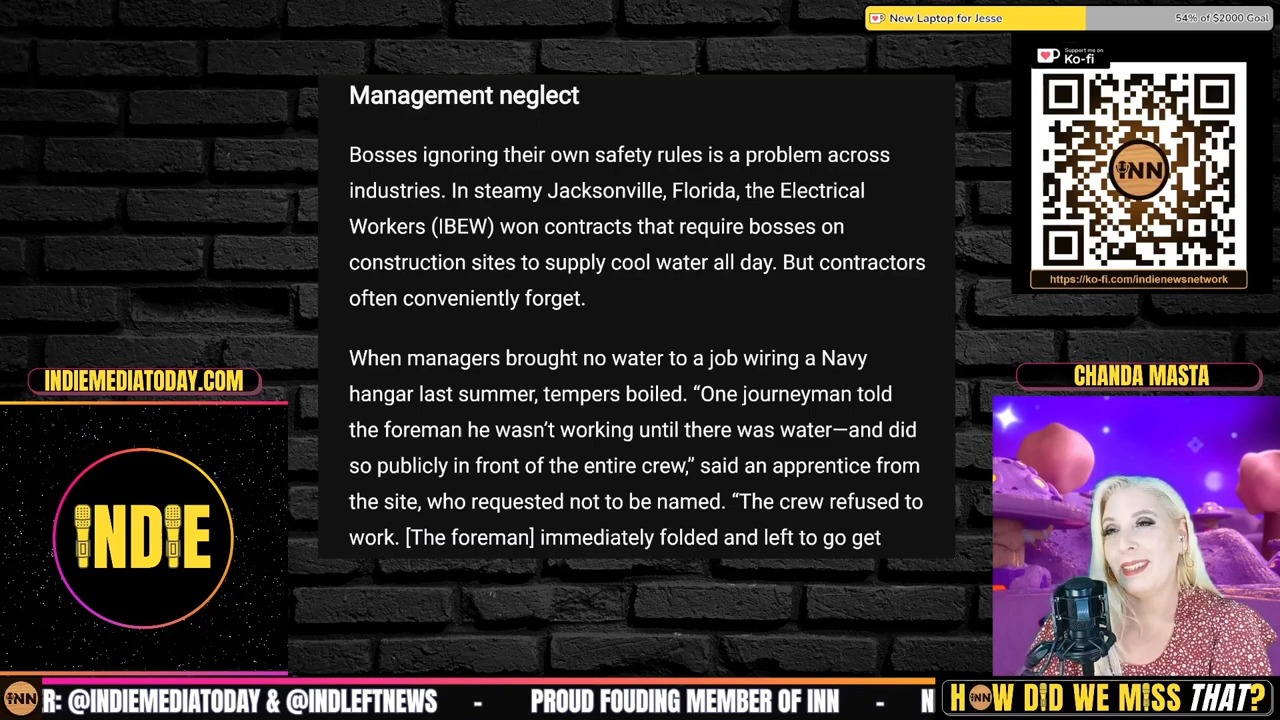 New Laptop for Jesse
54% of $2000 Goal
Support me on
Ko-fi
INN
https://ko-fi.com/indienewsnetwork
Management neglect
Bosses ignoring their own safety rules is a problem across
industries. In steamy Jacksonville, Florida, the Electrical
Workers (IBEW) won contracts that require bosses on
construction sites to supply cool water all day. But contractors
often conveniently forget.
When managers brought no water to a job wiring a Navy
hangar last summer, tempers boiled. “One journeyman told
the foreman he wasn’t working until there was water—and did
so publicly in front of the entire crew,” said an apprentice from
the site, who requested not to be named. “The crew refused to
work. [The foreman] immediately folded and left to go get
INDIEMEDIATODAY.COM
INDIE
CHANDA MASTA
INN
R: @INDIEMEDIATODAY & @INDLEFTNEWS - PROUD FOUDING MEMBER OF INN - N
HOW DID WE MISS THAT?
INN